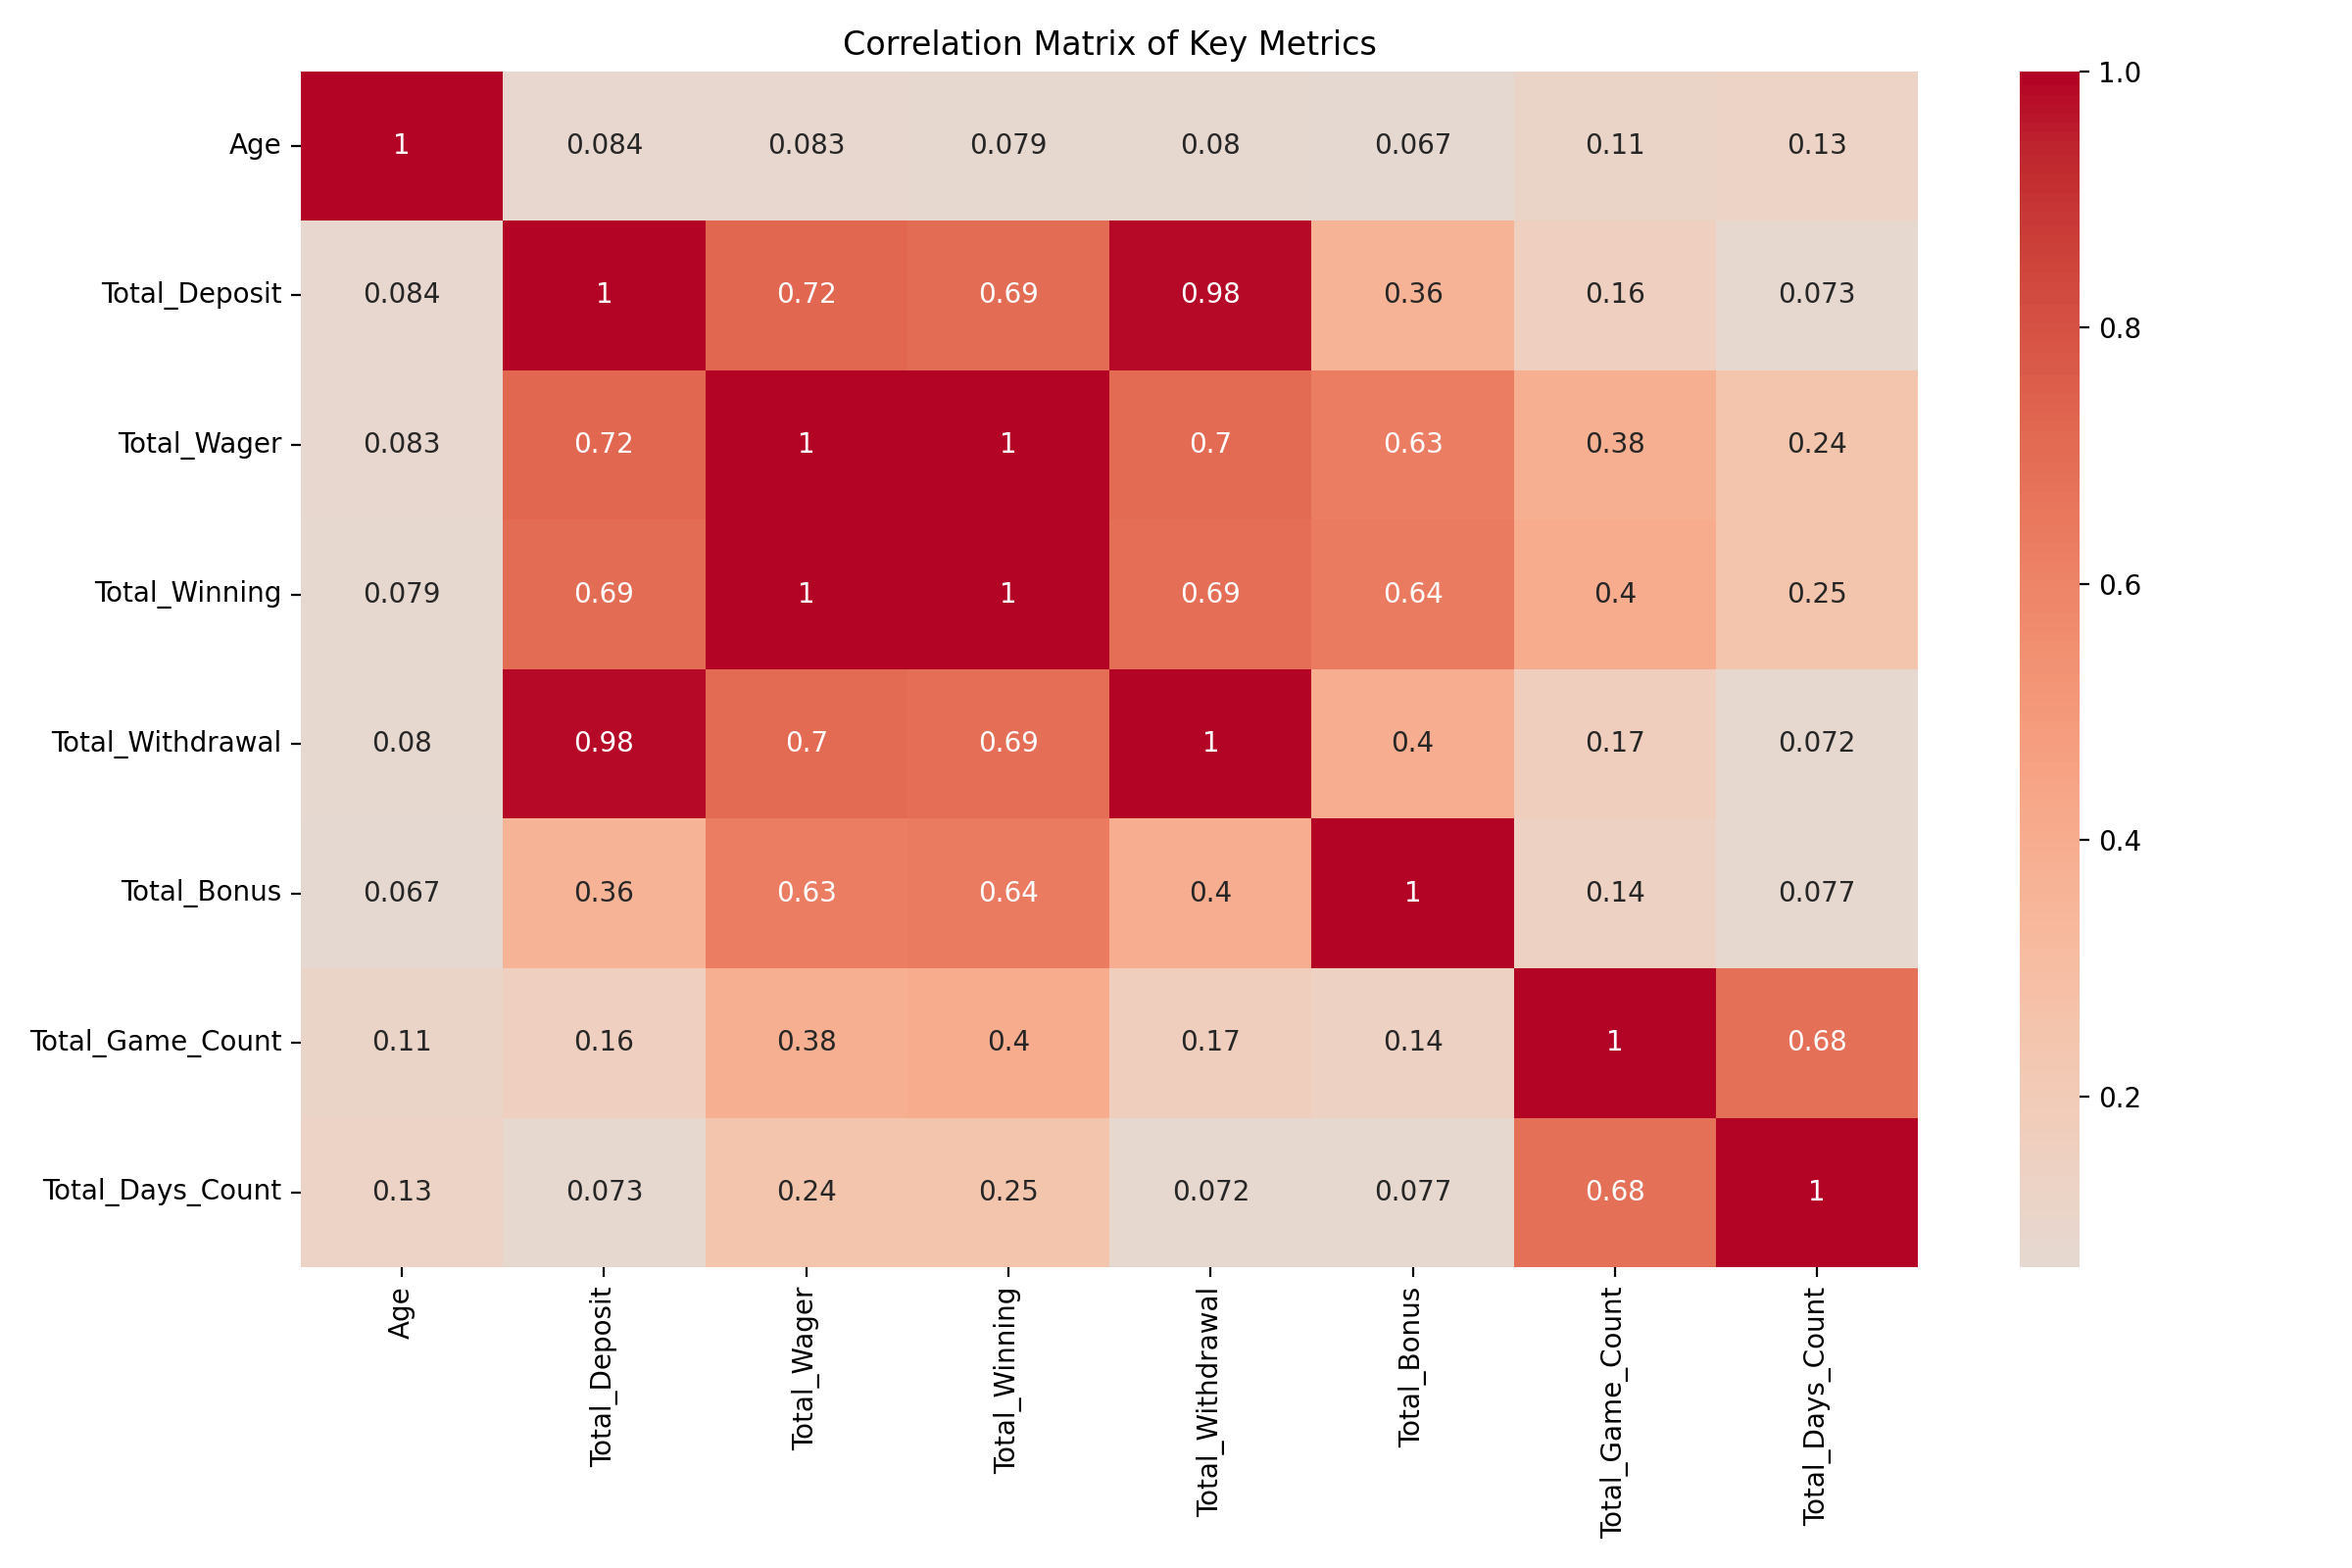 Correlation Matrix of Key Metrics
Age 1 0.084 0.083 0.079 0.08 0.067 0.11 0.13
Total_Deposit 0.084 1 0.72 0.69 0.98 0.36 0.16 0.073
Total_Wager 0.083 0.72 1 1 0.7 0.63 0.38 0.24
Total_Winning 0.079 0.69 1 1 0.69 0.64 0.4 0.25
Total_Withdrawal 0.08 0.98 0.7 0.69 1 0.4 0.17 0.072
Total_Bonus 0.067 0.36 0.63 0.64 0.4 1 0.14 0.077
Total_Game_Count 0.11 0.16 0.38 0.4 0.17 0.14 1 0.68
Total_Days_Count 0.13 0.073 0.24 0.25 0.072 0.077 0.68 1
Age
Total_Deposit
Total_Wager
Total_Winning
Total_Withdrawal
Total_Bonus
Total_Game_Count
Total_Days_Count
1.0
0.8
0.6
0.4
0.2